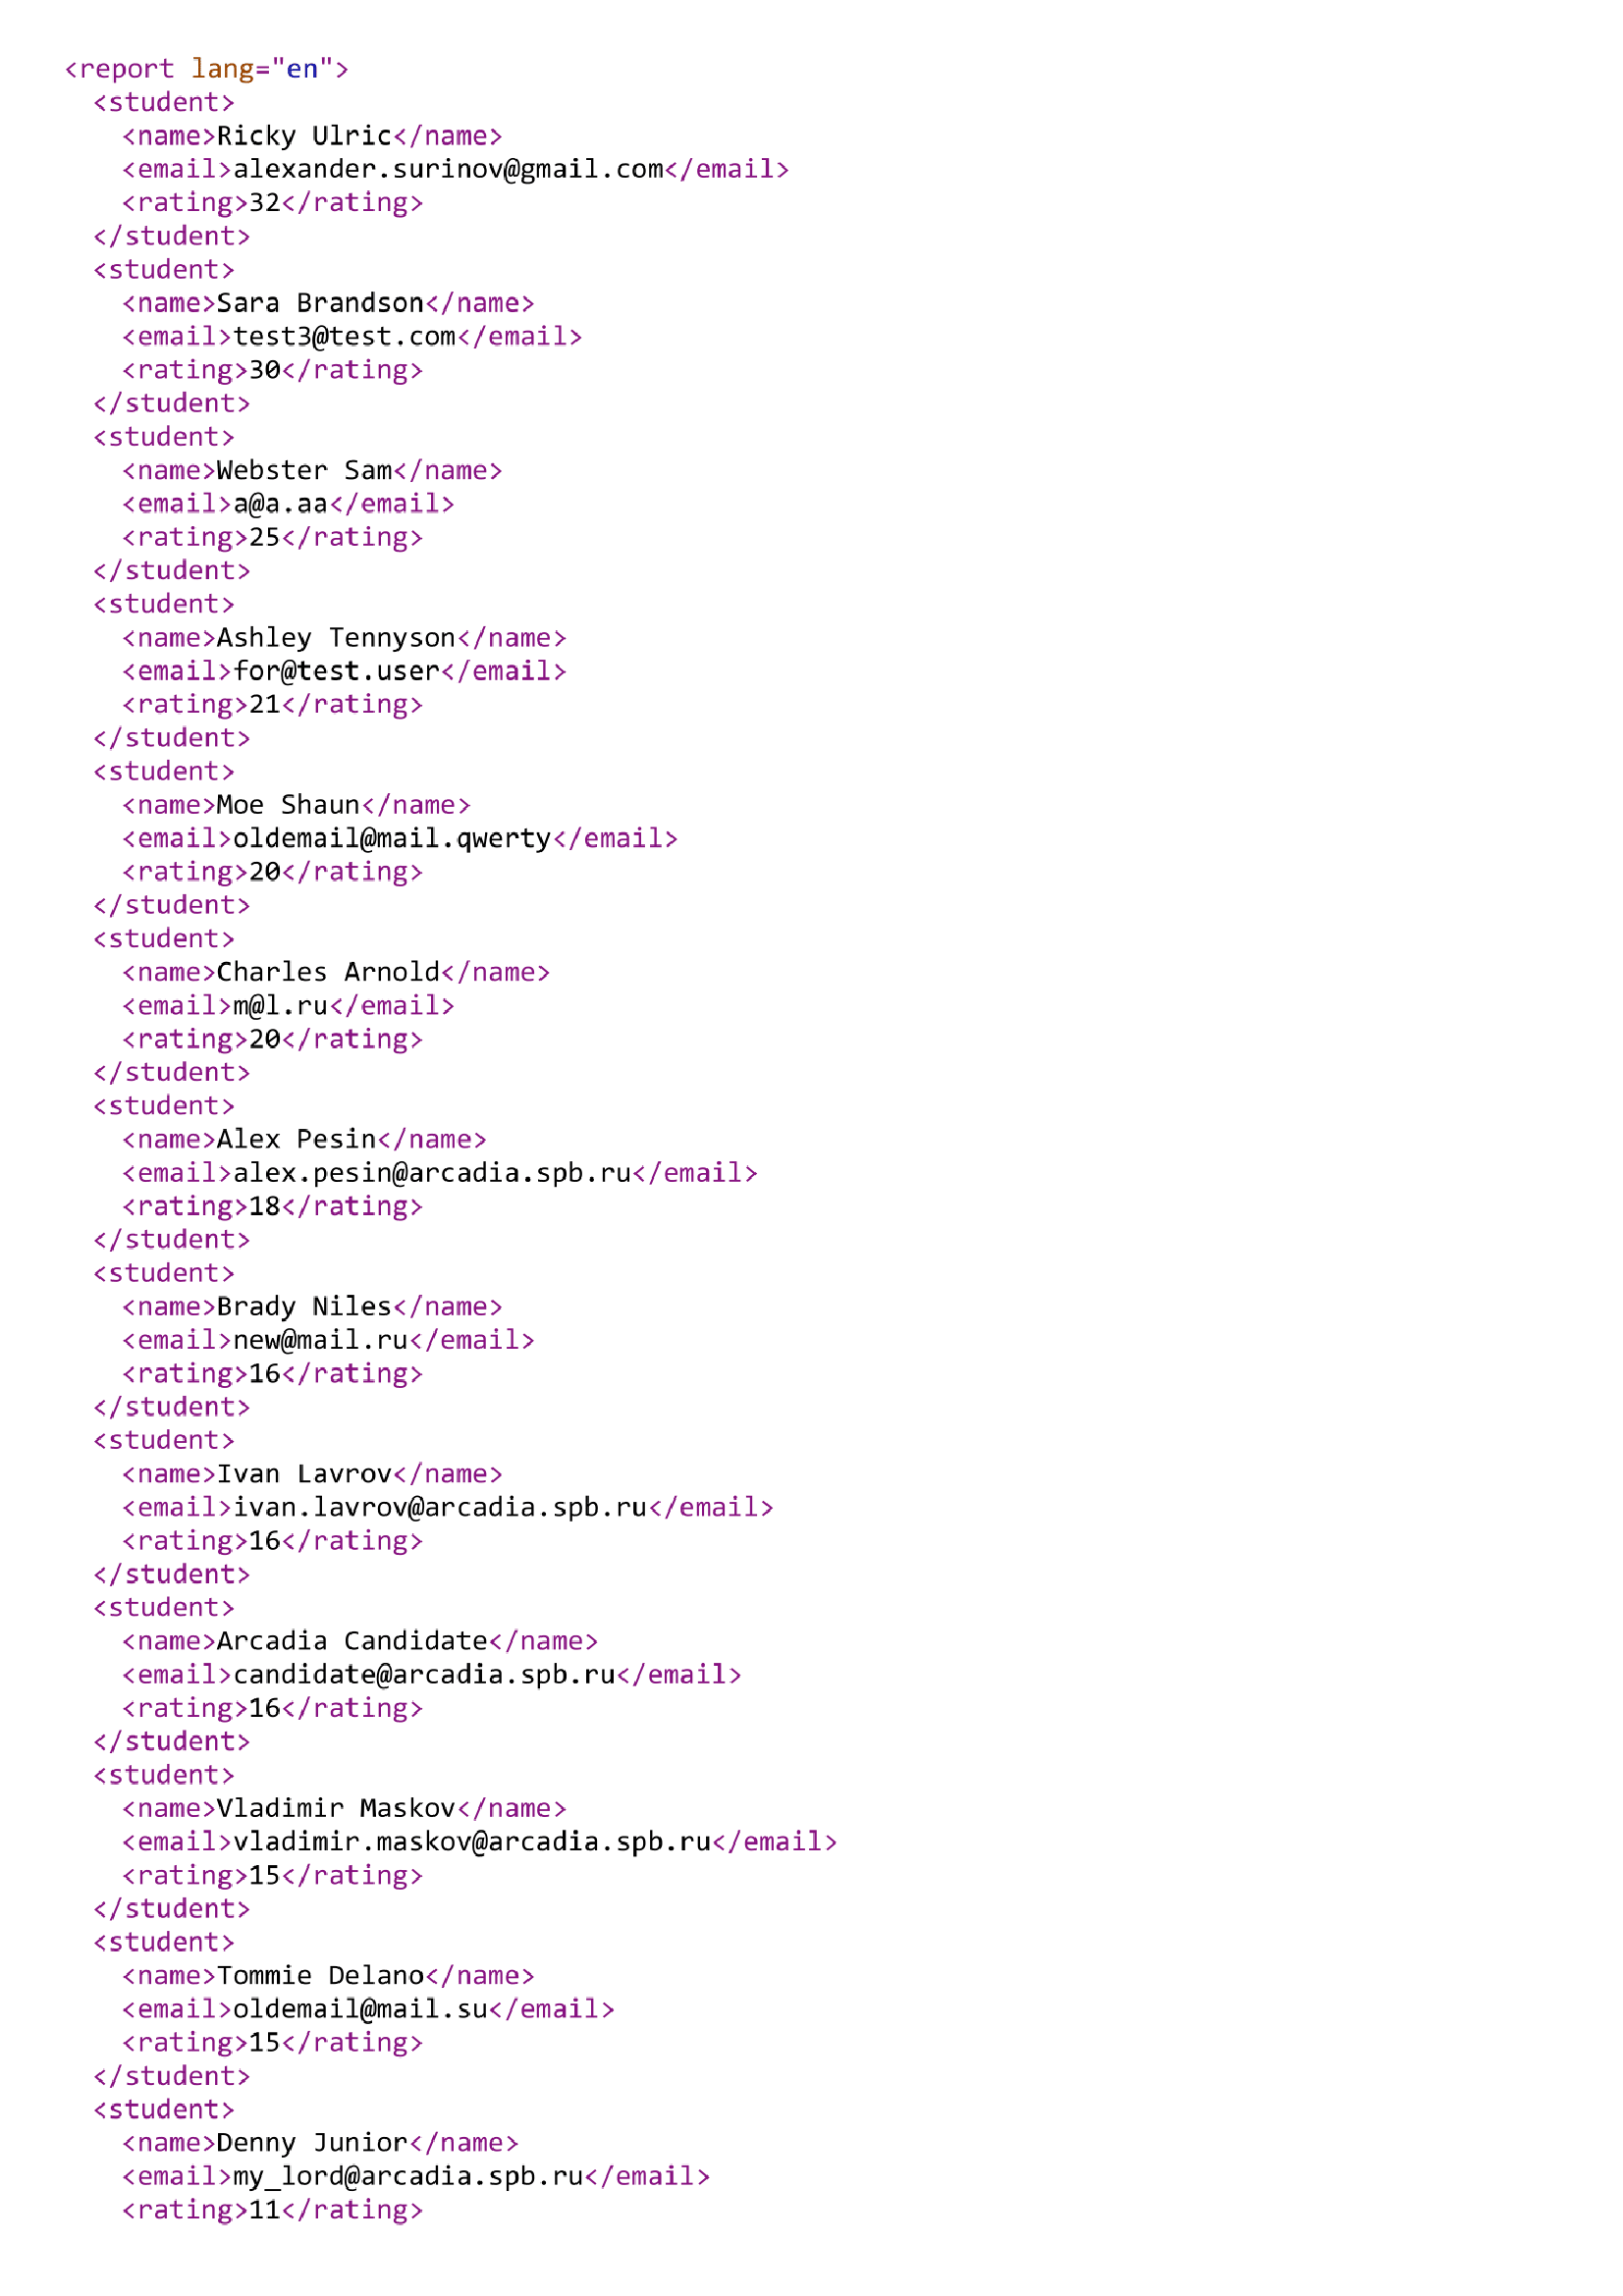 <report lang="en">
<student>
<name>Ricky Ulric</name>
<email>alexander.surinov@gmail.com</email>
<rating>32</rating>
</student>
<student>
<name>Sara Brandson</name>
<email>test3@test.com</email>
<rating>30</rating>
</student>
<student>
<name>Webster Sam</name>
<email>a@a.aa</email>
<rating>25</rating>
</student>
<student>
<name>Ashley Tennyson</name>
<email>for@test.user</email>
<rating>21</rating>
</student>
<student>
<name>Moe Shaun</name>
<email>oldemail@mail.qwerty</email>
<rating>20</rating>
</student>
<student>
<name>Charles Arnold</name>
<email>m@l.ru</email>
<rating>20</rating>
</student>
<student>
<name>Alex Pesin</name>
<email>alex.pesin@arcadia.spb.ru</email>
<rating>18</rating>
</student>
<student>
<name>Brady Niles</name>
<email>new@mail.ru</email>
<rating>16</rating>
</student>
<student>
<name>Ivan Lavrov</name>
<email>ivan.lavrov@arcadia.spb.ru</email>
<rating>16</rating>
</student>
<student>
<name>Arcadia Candidate</name>
<email>candidate@arcadia.spb.ru</email>
<rating>16</rating>
</student>
<student>
<name>Vladimir Maskov</name>
<email>vladimir.maskov@arcadia.spb.ru</email>
<rating>15</rating>
</student>
<student>
<name>Tommie Delano</name>
<email>oldemail@mail.su</email>
<rating>15</rating>
</student>
<student>
<name>Denny Junior</name>
<email>my_lord@arcadia.spb.ru</email>
<rating>11</rating>